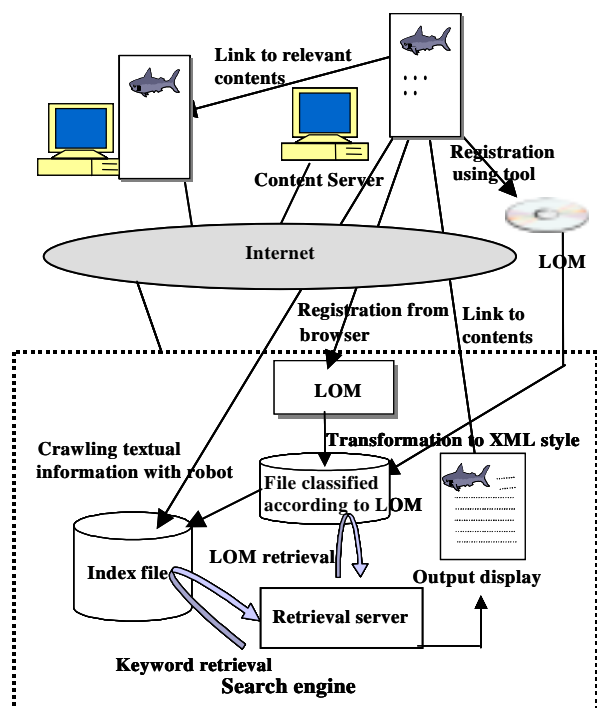 Link to relevant
contents
Content Server
Registration
using tool
Internet
LOM
Registration from
browser
Link to
contents
LOM
Transformation to XML style
Crawling textual
information with robot
File classified
according to LOM
LOM retrieval
Index file
Output display
Retrieval server
Keyword retrieval
Search engine